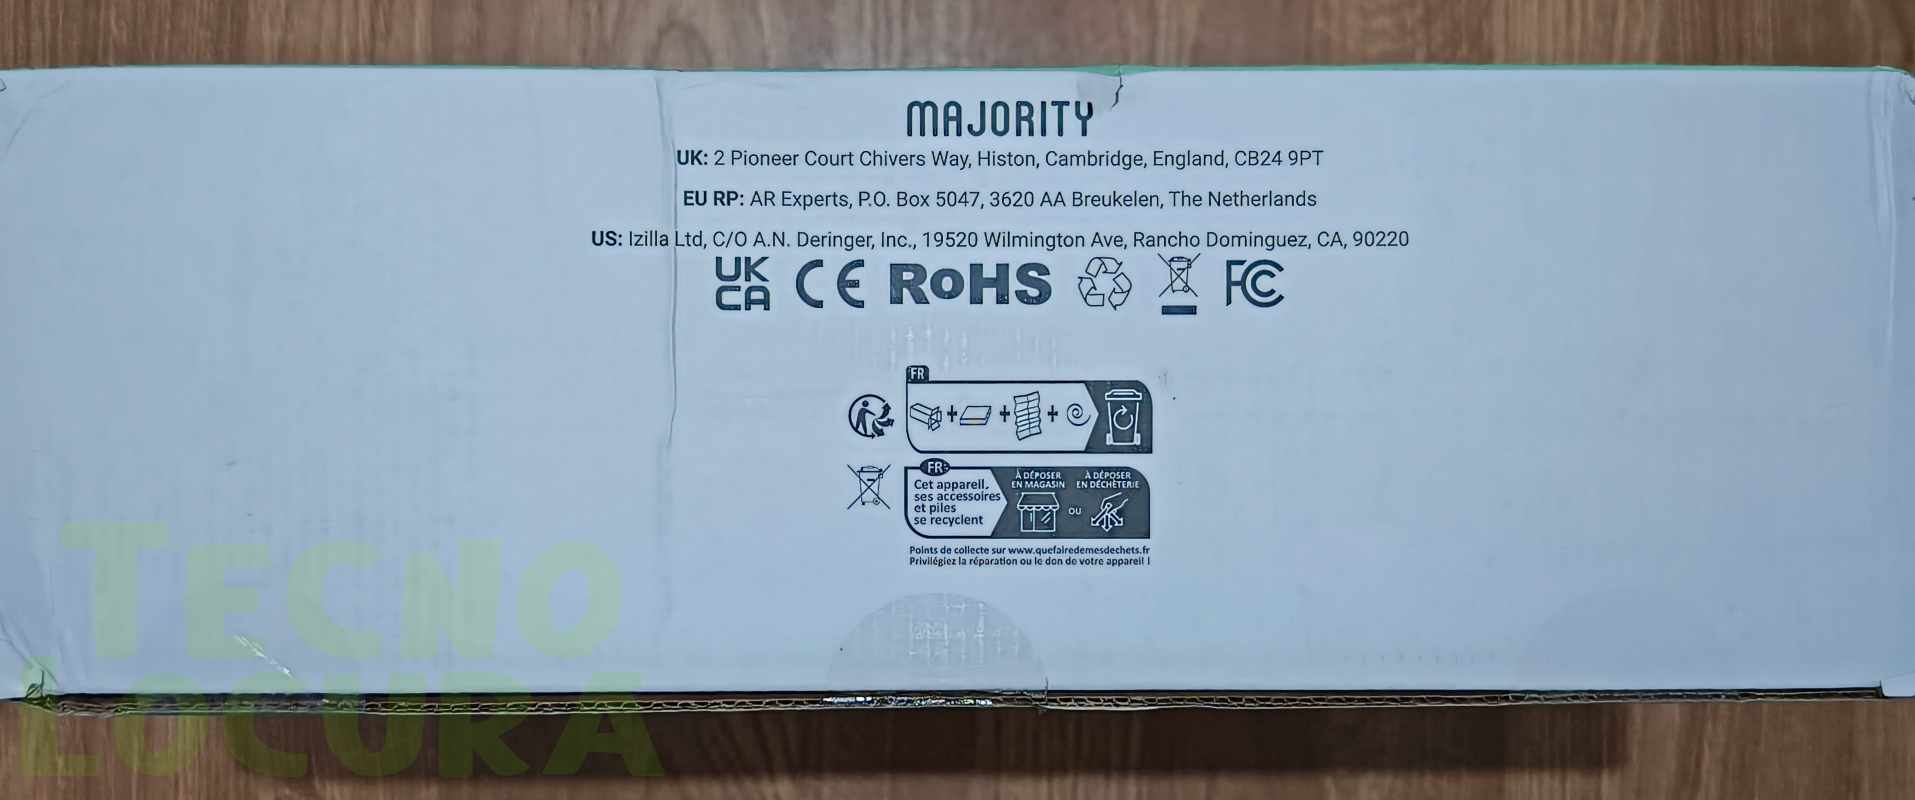 MAJORITY
UK: 2 Pioneer Court Chivers Way, Histon, Cambridge, England, CB24 9PT
EU RP: AR Experts, P.O. Box 5047, 3620 AA Breukelen, The Netherlands
US: Izilla Ltd, C/O A.N. Deringer, Inc., 19520 Wilmington Ave, Rancho Dominguez, CA, 90220
UK CA CE RoHS FC
FR
FR
Cet appareil,
ses accessoires
et piles
se recyclent
À DÉPOSER
EN MAGASIN
OU
À DÉPOSER
EN DÉCHÈTERIE
Points de collecte sur www.quefairedemesdechets.fr
Privilégiez la réparation ou le don de votre appareil !
TECNO
LOCURA